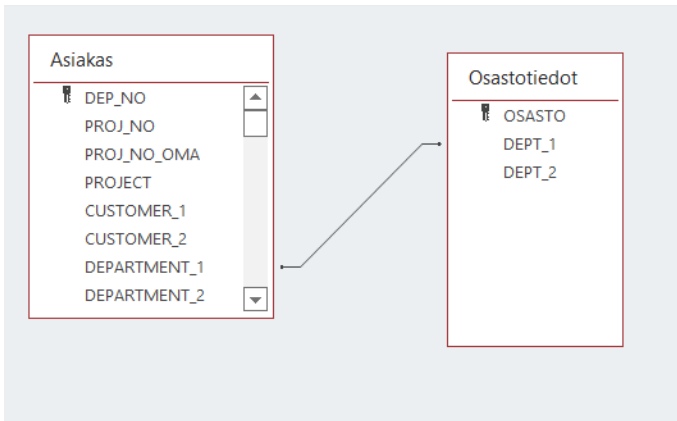 Asiakas
DEP_NO
PROJ_NO
PROJ_NO_OMA
PROJECT
CUSTOMER_1
CUSTOMER_2
DEPARTMENT_1
DEPARTMENT_2
Osastotiedot
OSASTO
DEPT_1
DEPT_2